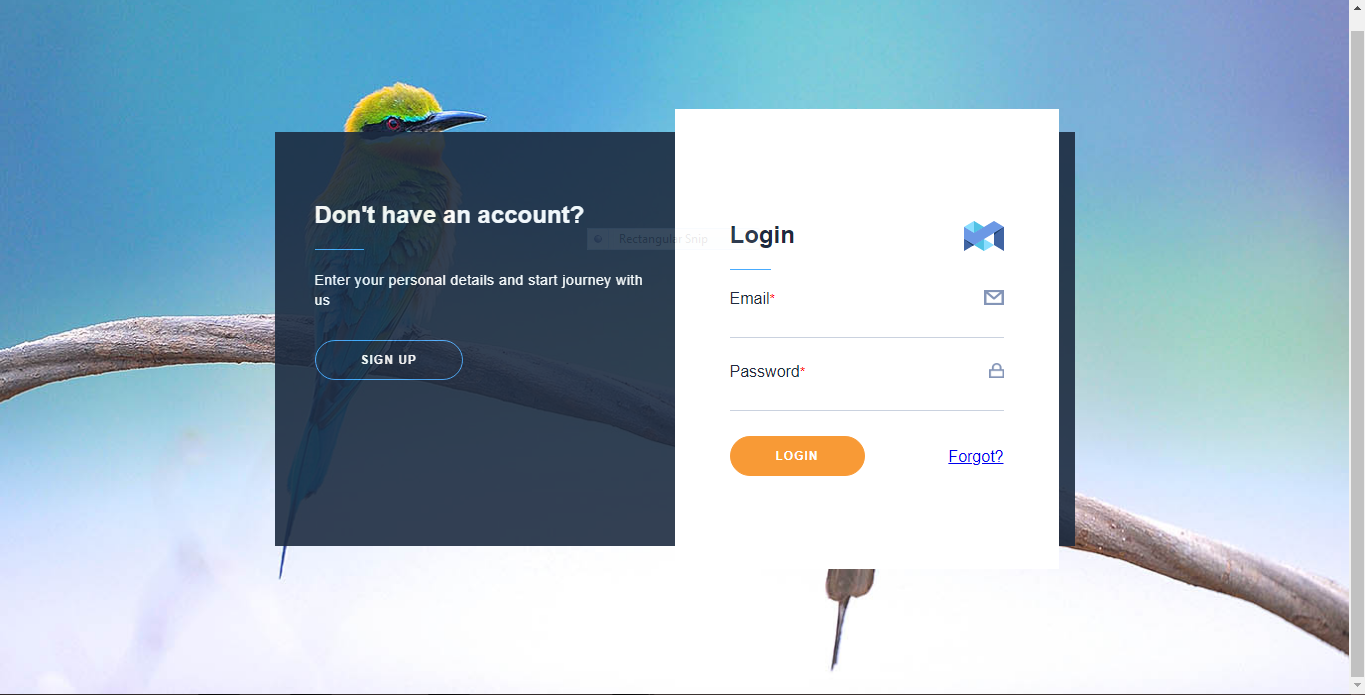 Don't have an account?
Enter your personal details and start journey with
us
SIGN UP
Rectangular Snip
Login
Email*
Password*
LOGIN
Forgot?